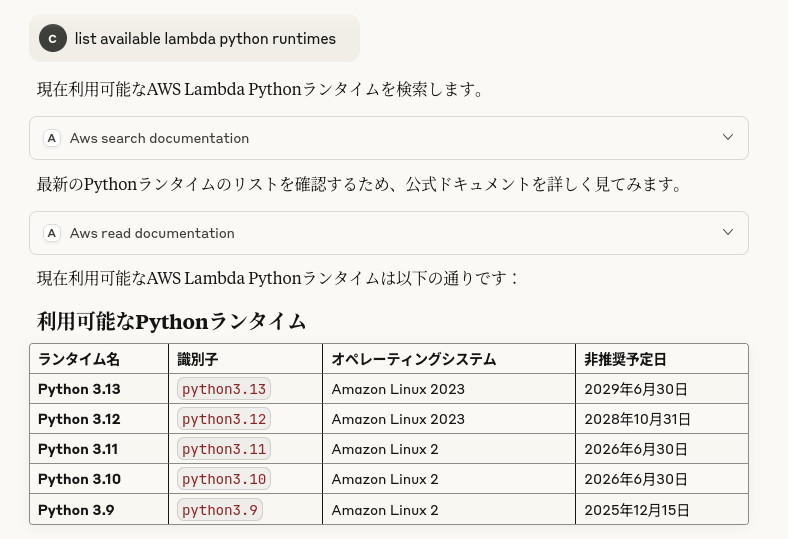 C list available lambda python runtimes
現在利用可能なAWS Lambda Pythonランタイムを検索します。
A Aws search documentation
最新のPythonランタイムのリストを確認するため、公式ドキュメントを詳しく見てみます。
A Aws read documentation
現在利用可能なAWS Lambda Pythonランタイムは以下の通りです：
利用可能なPythonランタイム
ランタイム名 識別子 オペレーティングシステム 非推奨予定日
Python 3.13 python3.13 Amazon Linux 2023 2029年6月30日
Python 3.12 python3.12 Amazon Linux 2023 2028年10月31日
Python 3.11 python3.11 Amazon Linux 2 2026年6月30日
Python 3.10 python3.10 Amazon Linux 2 2026年6月30日
Python 3.9 python3.9 Amazon Linux 2 2025年12月15日